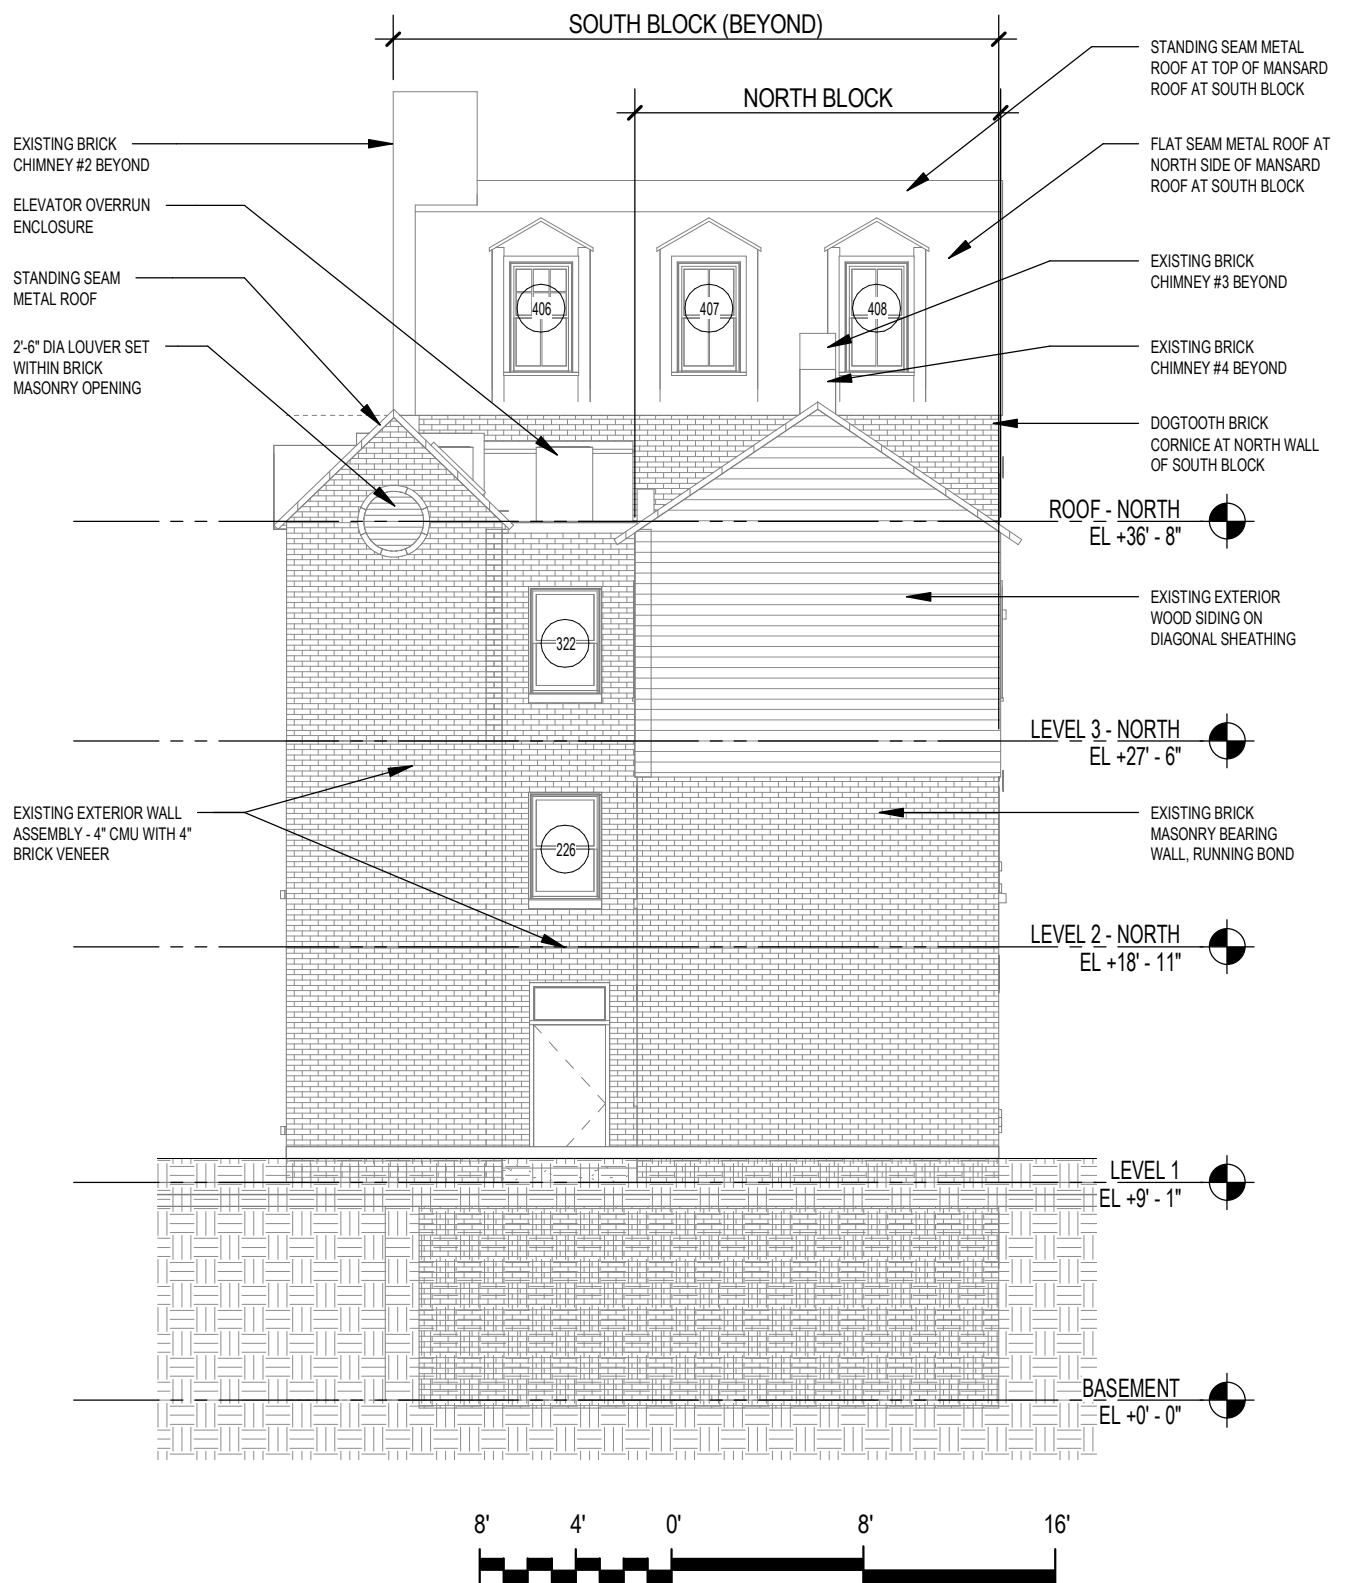 SOUTH BLOCK (BEYOND)
NORTH BLOCK
STANDING SEAM METAL
ROOF AT TOP OF MANSARD
ROOF AT SOUTH BLOCK
EXISTING BRICK
CHIMNEY #2 BEYOND
FLAT SEAM METAL ROOF AT
NORTH SIDE OF MANSARD
ROOF AT SOUTH BLOCK
ELEVATOR OVERRUN
ENCLOSURE
EXISTING BRICK
CHIMNEY #3 BEYOND
STANDING SEAM
METAL ROOF
406
407
408
2'-6" DIA LOUVER SET
WITHIN BRICK
MASONRY OPENING
EXISTING BRICK
CHIMNEY #4 BEYOND
DOGTOOTH BRICK
CORNICE AT NORTH WALL
OF SOUTH BLOCK
ROOF - NORTH
EL +36' - 8"
EXISTING EXTERIOR
WOOD SIDING ON
DIAGONAL SHEATHING
322
LEVEL 3 - NORTH
EL +27' - 6"
EXISTING EXTERIOR WALL
ASSEMBLY - 4" CMU WITH 4"
BRICK VENEER
EXISTING BRICK
MASONRY BEARING
WALL, RUNNING BOND
226
LEVEL 2 - NORTH
EL +18' - 11"
LEVEL 1
EL +9' - 1"
BASEMENT
EL +0' - 0"
8' 4' 0' 8' 16'